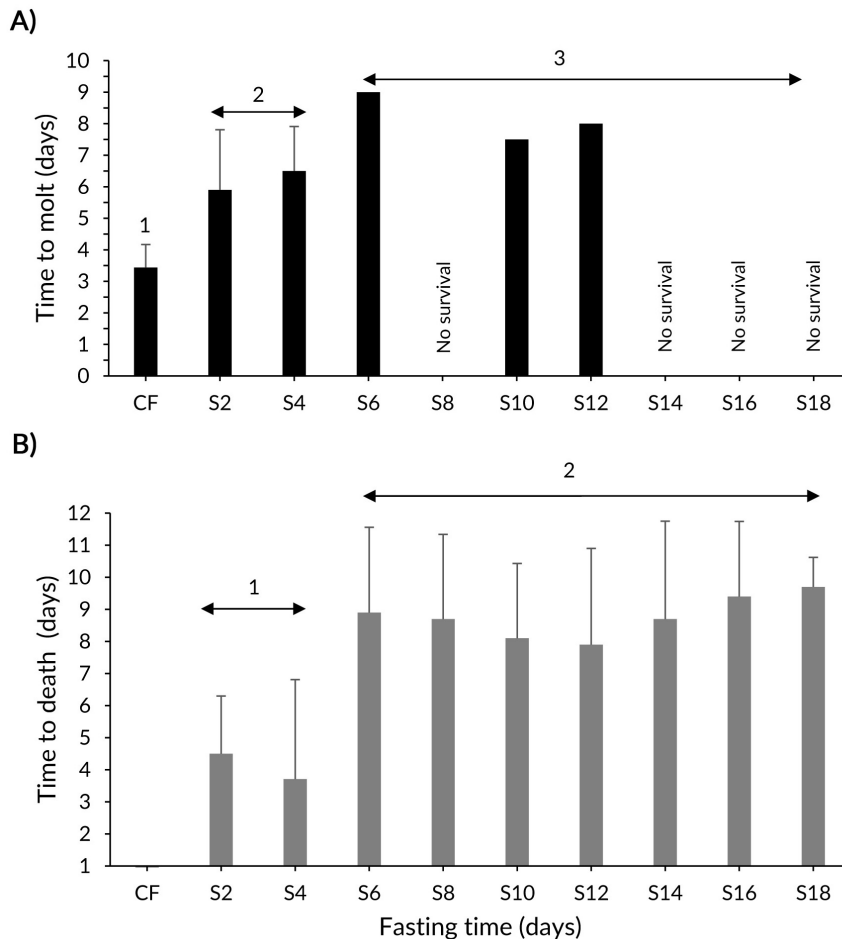 A)
3
2
1
10
9
8
7
6
5
4
3
2
1
0
Time to molt (days)
No survival
No survival
No survival
No survival
CF S2 S4 S6 S8 S10 S12 S14 S16 S18
B)
2
1
12
11
10
9
8
7
6
5
4
3
2
1
Time to death (days)
CF S2 S4 S6 S8 S10 S12 S14 S16 S18
Fasting time (days)